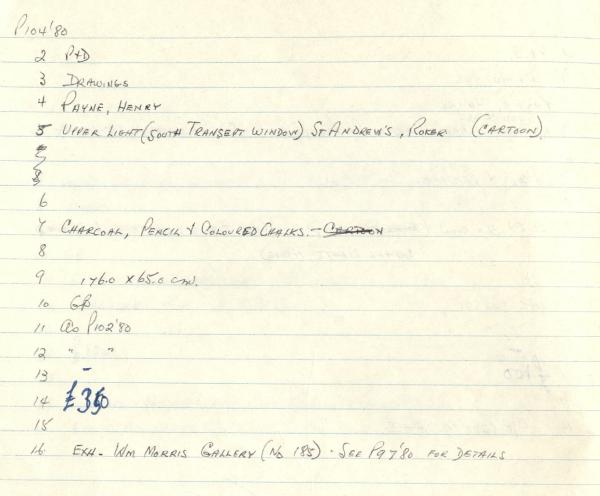 P104'80
2 P+D
3 DRAWINGS
4 PAYNE, HENRY
5 UPPER LIGHT (SOUTH TRANSEPT WINDOW) ST ANDREW'S, ROKER (CARTOON)
6
7 CHARCOAL, PENCIL & COLOURED CHALKS. - CARTOON
8
9 176.0 x 65.0 cm.
10 GB
11 as P102'80
12 " "
13 -
14
15
16 EXH- WM MORRIS GALLERY (No 185). SEE P97'80 FOR DETAILS